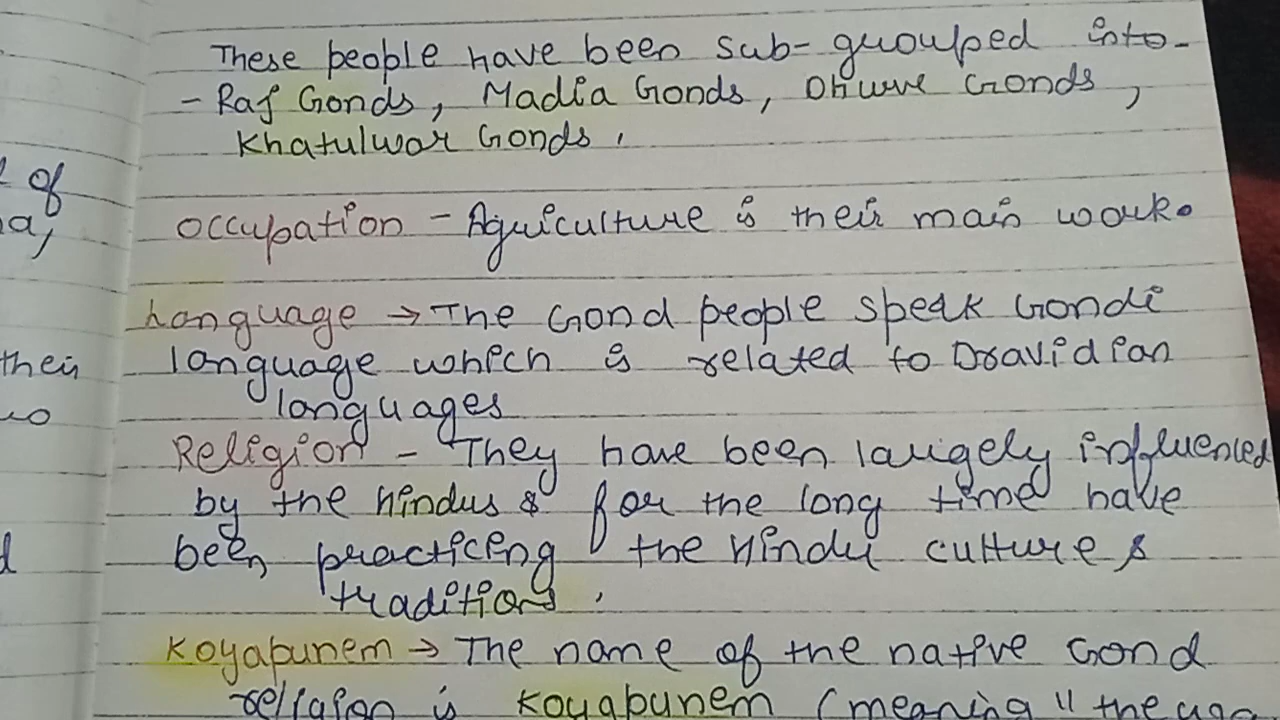 of
a,
their
These people have been sub-grouped into-
- Raj Gonds, Madia Gonds, Dhurve Gonds,
Khatulwar Gonds.
Occupation - Agriculture is their main work.
Language → The Gond people speak Gondi
language which is related to Dravidian
languages
Religion - They have been largely influenced
by the Hindus & for the long time have
been practicing the Hindu culture &
traditions.
Koyapunem → The name of the native Gond
religion is Koyapunem (meaning "the